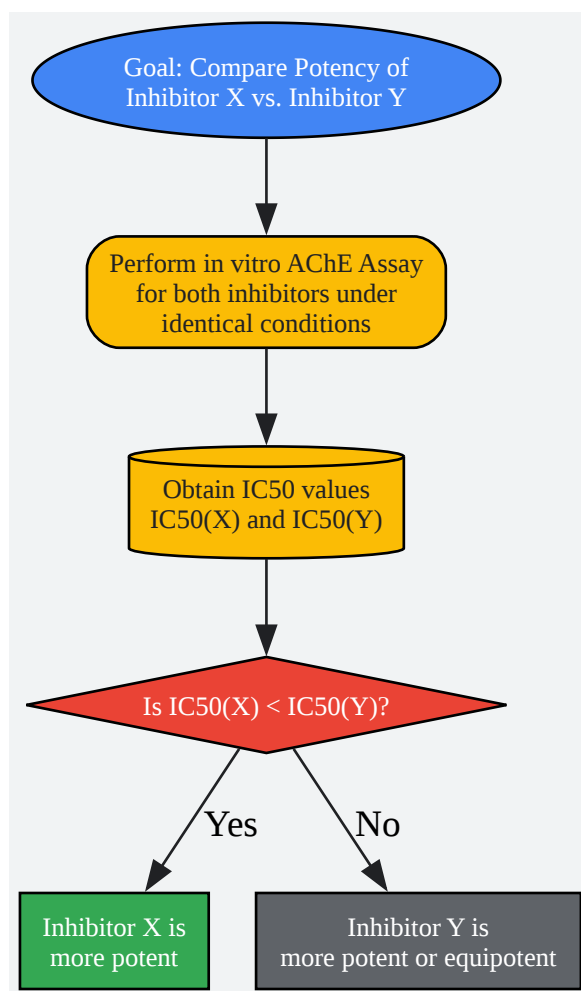 Goal: Compare Potency of
Inhibitor X vs. Inhibitor Y
Perform in vitro AChE Assay
for both inhibitors under
identical conditions
Obtain IC50 values
IC50(X) and IC50(Y)
Is IC50(X) < IC50(Y)?
Yes
No
Inhibitor X is
more potent
Inhibitor Y is
more potent or equipotent